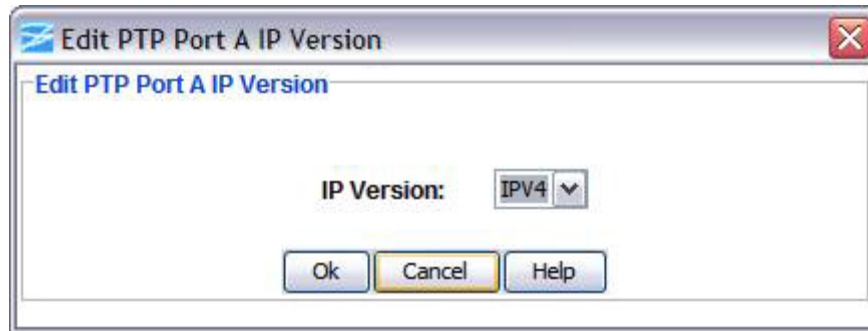 Edit PTP Port A IP Version
Edit PTP Port A IP Version
IP Version: IPV4
Ok Cancel Help